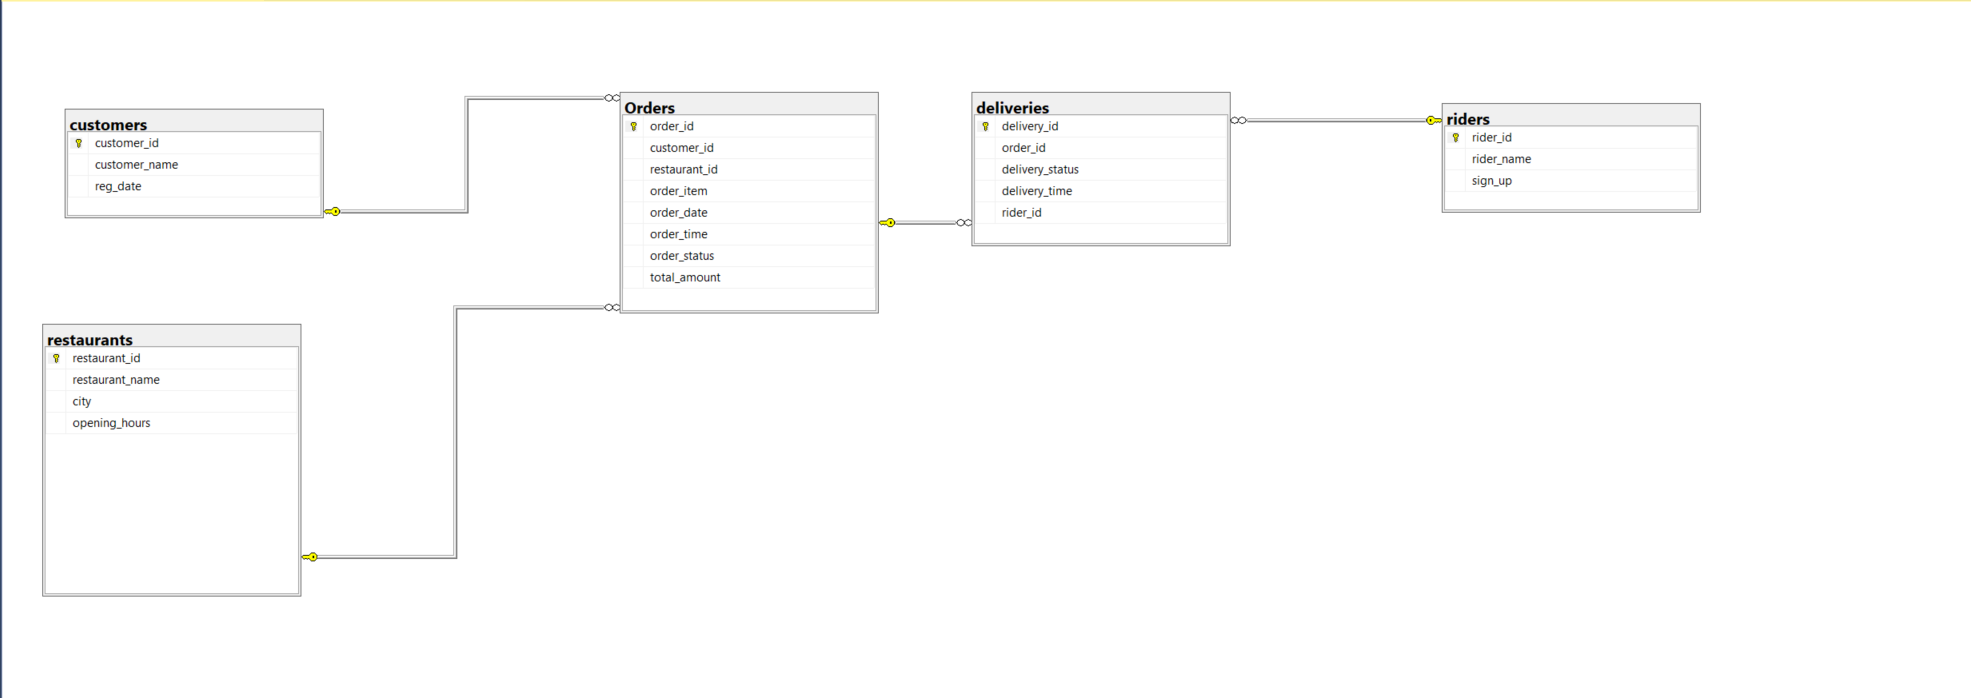 customers
customer_id
customer_name
reg_date
Orders
order_id
customer_id
restaurant_id
order_item
order_date
order_time
order_status
total_amount
deliveries
delivery_id
order_id
delivery_status
delivery_time
rider_id
riders
rider_id
rider_name
sign_up
restaurants
restaurant_id
restaurant_name
city
opening_hours